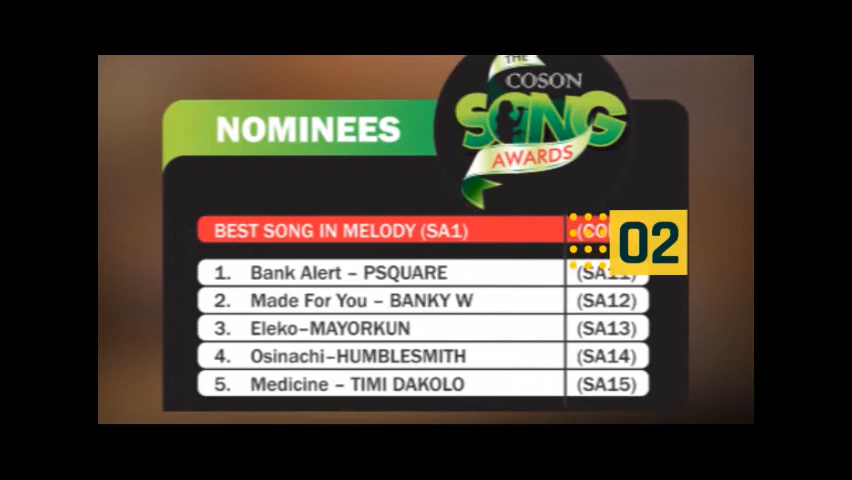 THE
COSON
SONG
AWARDS
NOMINEES
BEST SONG IN MELODY (SA1)
02
1. Bank Alert – PSQUARE (SA11)
2. Made For You – BANKY W (SA12)
3. Eleko–MAYORKUN (SA13)
4. Osinachi–HUMBLESMITH (SA14)
5. Medicine – TIMI DAKOLO (SA15)